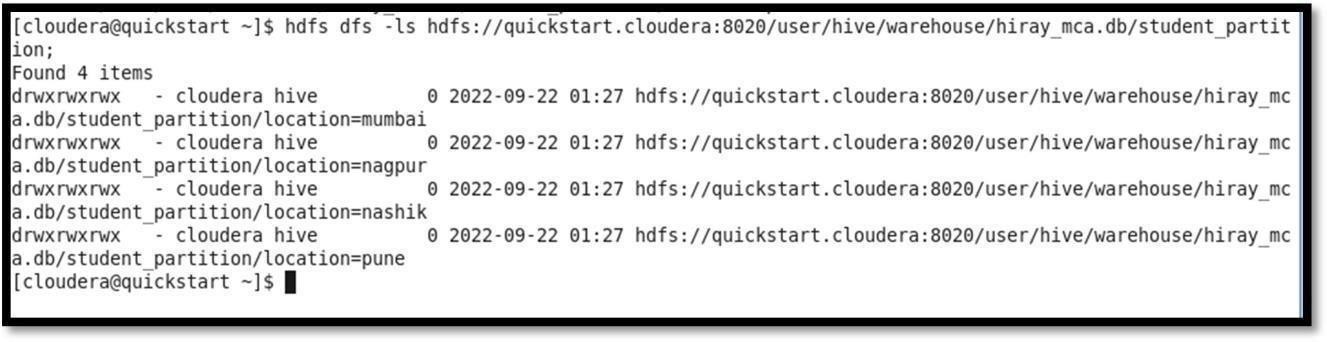 [cloudera@quickstart ~]$ hdfs dfs -ls hdfs://quickstart.cloudera:8020/user/hive/warehouse/hiray_mca.db/student_partit
ion;
Found 4 items
drwxrwxrwx   - cloudera hive          0 2022-09-22 01:27 hdfs://quickstart.cloudera:8020/user/hive/warehouse/hiray_mc
a.db/student_partition/location=mumbai
drwxrwxrwx   - cloudera hive          0 2022-09-22 01:27 hdfs://quickstart.cloudera:8020/user/hive/warehouse/hiray_mc
a.db/student_partition/location=nagpur
drwxrwxrwx   - cloudera hive          0 2022-09-22 01:27 hdfs://quickstart.cloudera:8020/user/hive/warehouse/hiray_mc
a.db/student_partition/location=nashik
drwxrwxrwx   - cloudera hive          0 2022-09-22 01:27 hdfs://quickstart.cloudera:8020/user/hive/warehouse/hiray_mc
a.db/student_partition/location=pune
[cloudera@quickstart ~]$